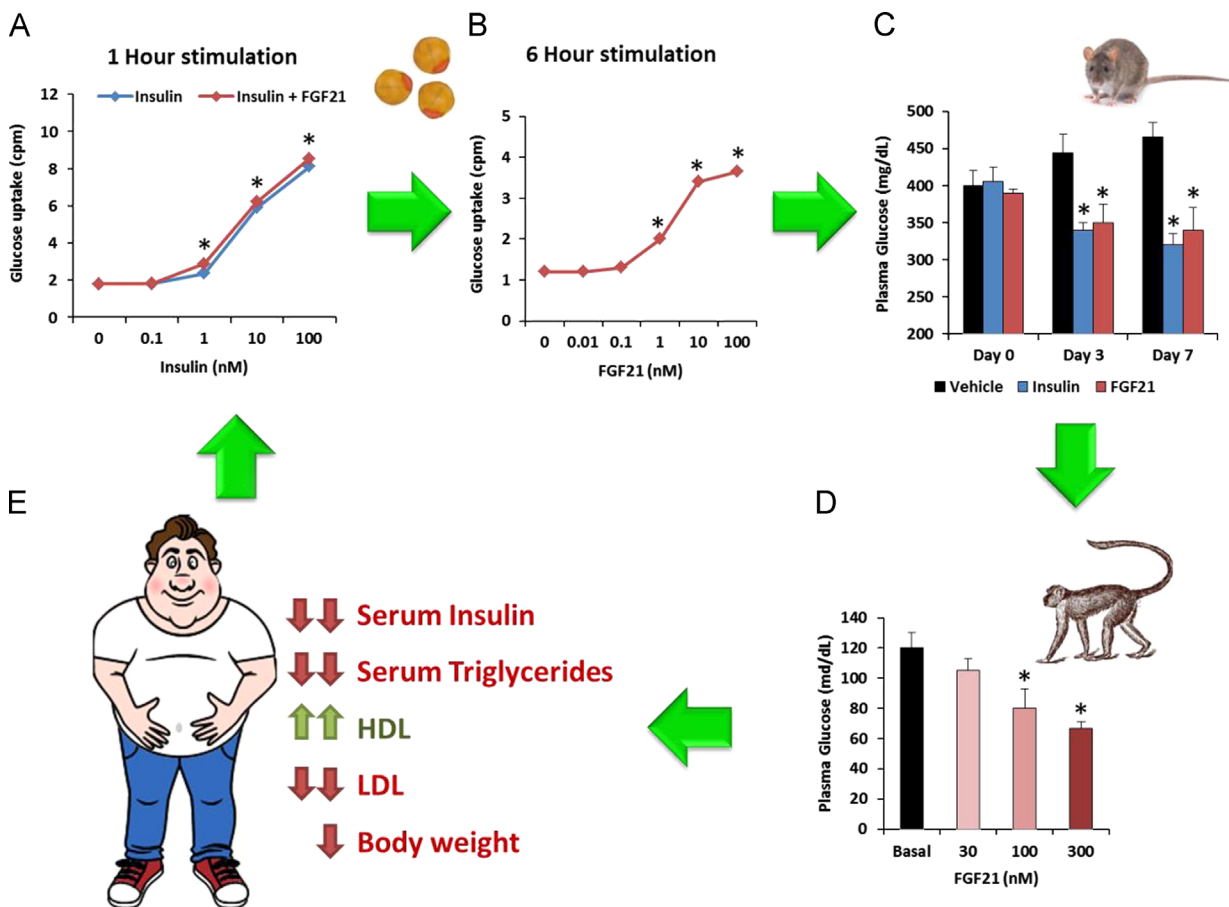 A
1 Hour stimulation
Insulin
Insulin + FGF21
Glucose uptake (cpm)
12
10
8
6
4
2
0
*
*
*
0
0.1
1
10
100
Insulin (nM)
B
6 Hour stimulation
Glucose uptake (cpm)
5
4
3
2
1
0
*
*
*
0
0.01
0.1
1
10
100
FGF21 (nM)
C
Plasma Glucose (mg/dL)
450
400
350
300
250
200
*
*
*
*
Day 0
Day 3
Day 7
Vehicle
Insulin
FGF21
D
Plasma Glucose (md/dL)
140
120
100
80
60
40
20
0
*
*
Basal
30
100
300
FGF21 (nM)
E
Serum Insulin
Serum Triglycerides
HDL
LDL
Body weight